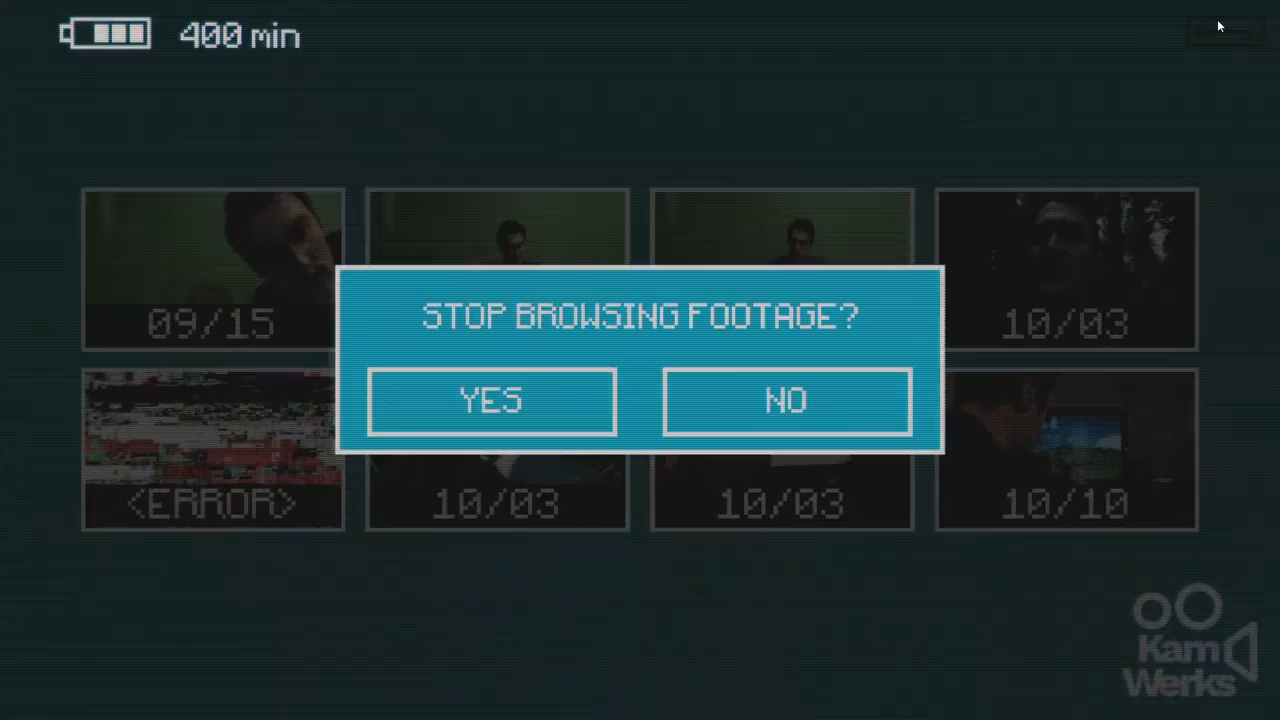 400 min
09/15
10/03
STOP BROWSING FOOTAGE?
YES
NO
<ERROR>
10/03
10/03
10/10
Kam
Werks